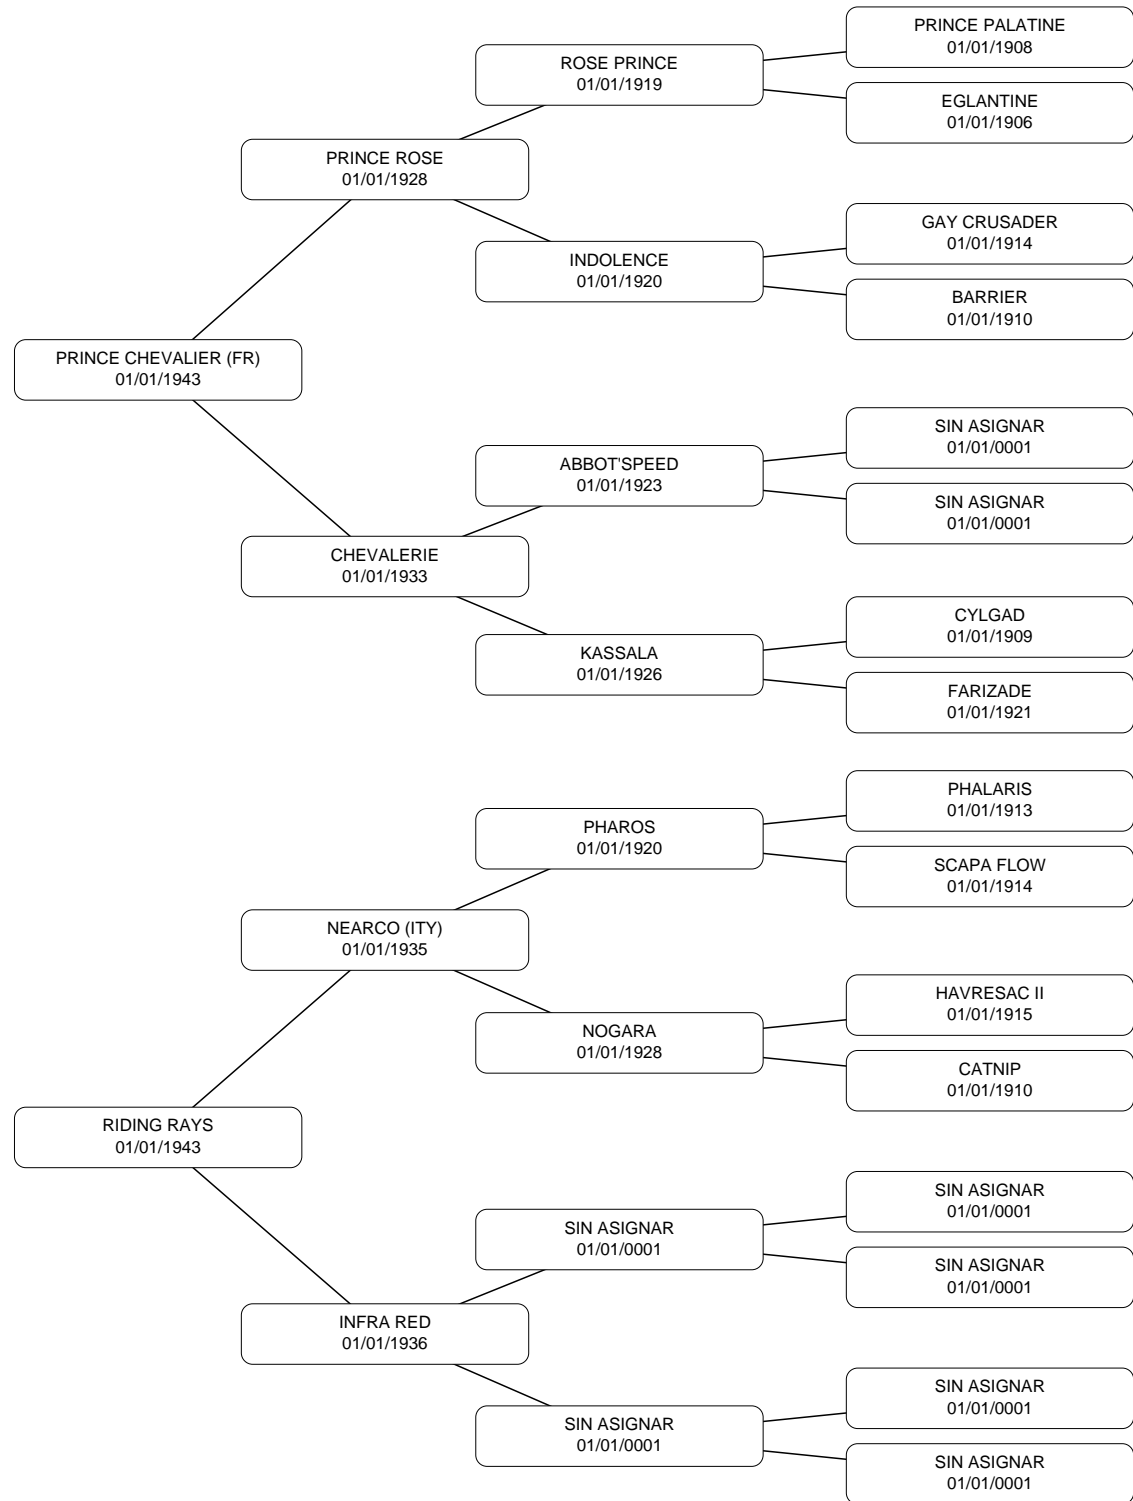 PRINCE PALATINE
01/01/1908
ROSE PRINCE
01/01/1919
EGLANTINE
01/01/1906
PRINCE ROSE
01/01/1928
GAY CRUSADER
01/01/1914
INDOLENCE
01/01/1920
BARRIER
01/01/1910
PRINCE CHEVALIER (FR)
01/01/1943
SIN ASIGNAR
01/01/0001
ABBOT'SPEED
01/01/1923
SIN ASIGNAR
01/01/0001
CHEVALERIE
01/01/1933
CYLGAD
01/01/1909
KASSALA
01/01/1926
FARIZADE
01/01/1921
PHALARIS
01/01/1913
PHAROS
01/01/1920
SCAPA FLOW
01/01/1914
NEARCO (ITY)
01/01/1935
HAVRESAC II
01/01/1915
NOGARA
01/01/1928
CATNIP
01/01/1910
RIDING RAYS
01/01/1943
SIN ASIGNAR
01/01/0001
SIN ASIGNAR
01/01/0001
SIN ASIGNAR
01/01/0001
INFRA RED
01/01/1936
SIN ASIGNAR
01/01/0001
SIN ASIGNAR
01/01/0001
SIN ASIGNAR
01/01/0001